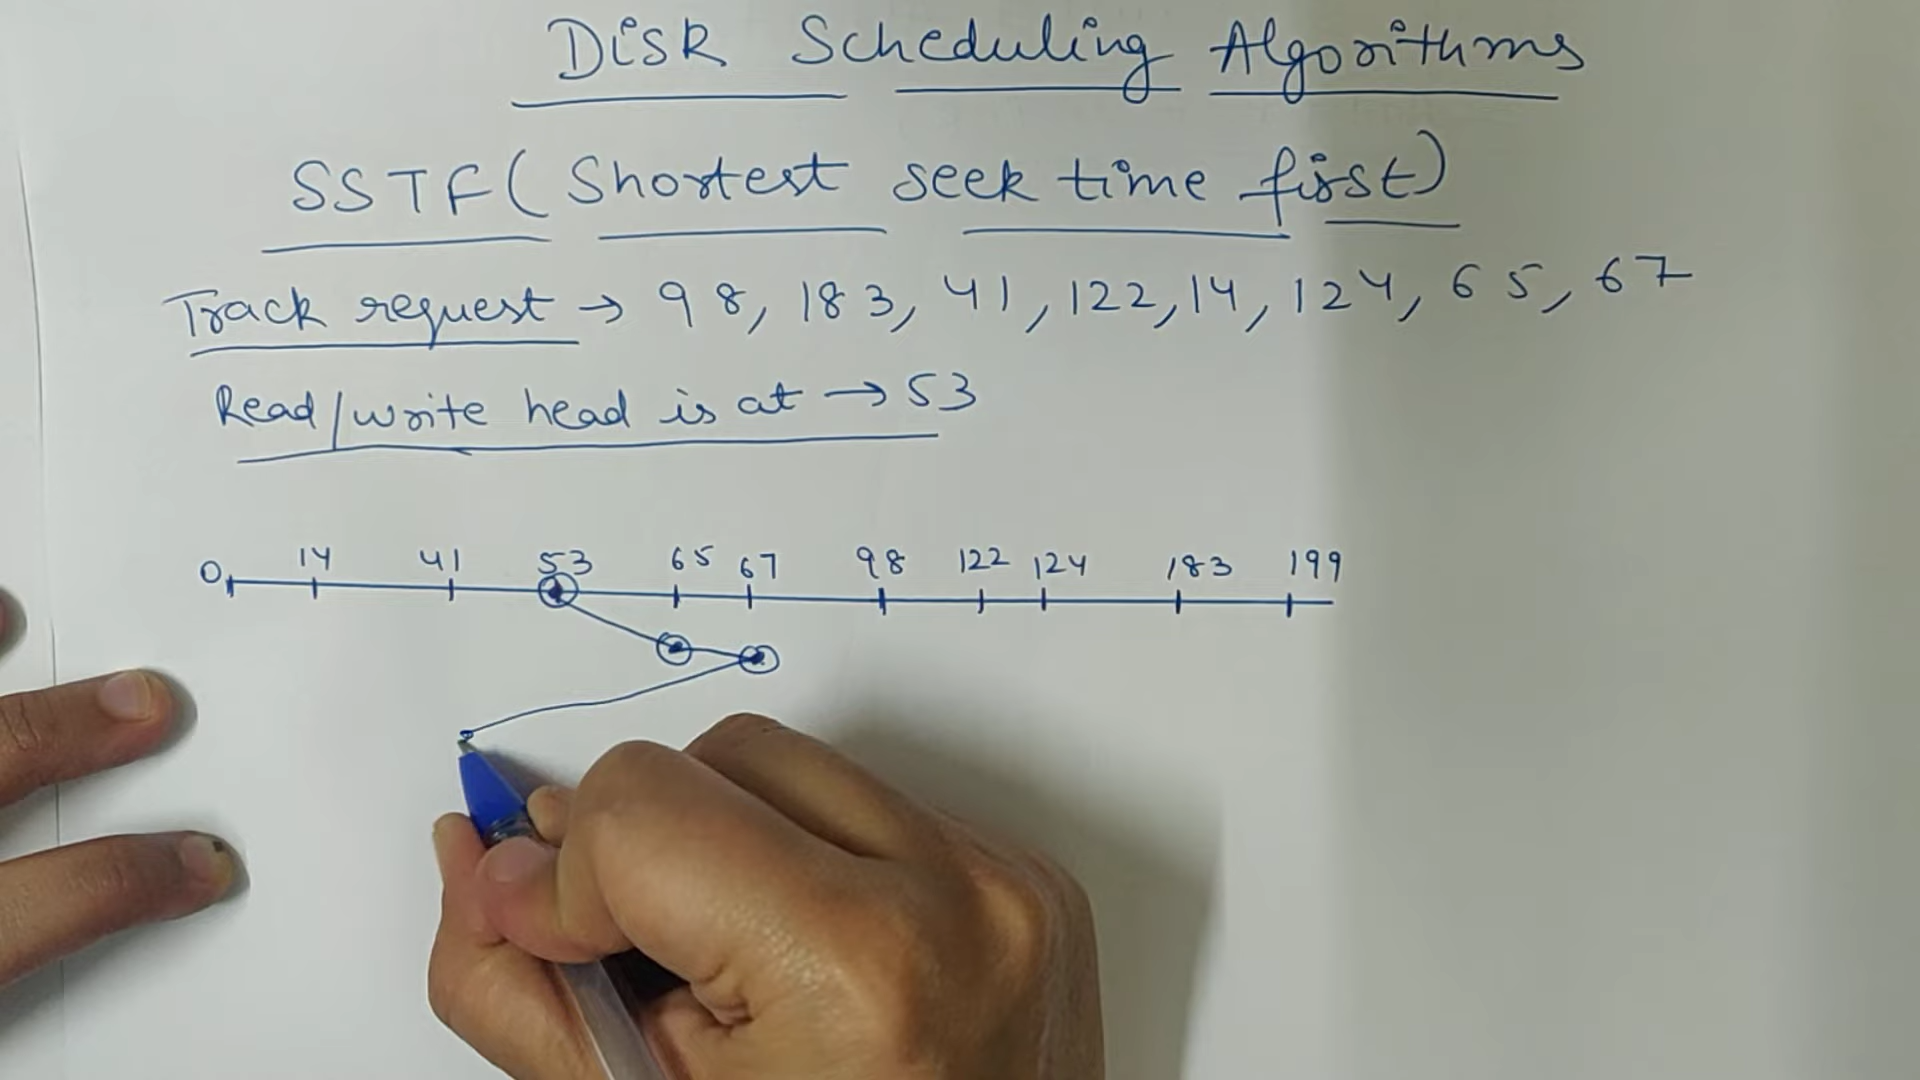 Disk Scheduling Algorithms
SSTF (Shortest seek time first)
Track request → 98, 183, 41, 122, 14, 124, 65, 67
Read/write head is at → 53
0 14 41 53 65 67 98 122 124 183 199